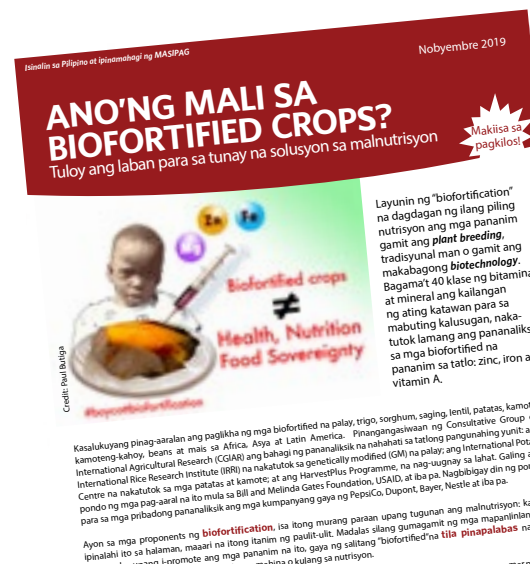 Isinalin sa Pilipino at ipinamahagi ng MASIPAG
Nobyembre 2019
ANO'NG MALI SA
BIOFORTIFIED CROPS?
Tuloy ang laban para sa tunay na solusyon sa malnutrisyon
Makiisa sa
pagkilos!
Zn Fe
Biofortified crops
≠
Health, Nutrition
Food Sovereignty
#boycottbiofortification
Credit: Paul Butiga
Layunin ng "biofortification"
na dagdagan ng ilang piling
nutrisyon ang mga pananim
gamit ang plant breeding,
tradisyunal man o gamit ang
makabagong biotechnology.
Bagama't 40 klase ng bitamina
at mineral ang kailangan
ng ating katawan para sa
mabuting kalusugan, naka-
tutok lamang ang pananaliks
sa mga biofortified na
pananim sa tatlo: zinc, iron a
vitamin A.
Kasalukuyang pinag-aaralan ang paglikha ng mga biofortified na palay, trigo, sorghum, saging, lentil, patatas, kamot
kamoteng-kahoy, beans at mais sa Africa, Asya at Latin America. Pinangangasiwaan ng Consultative Group
International Agricultural Research (CGIAR) ang bahagi ng pananaliksik na nahahati sa tatlong pangunahing yunit: a
International Rice Research Institute (IRRI) na nakatutok sa genetically modified (GM) na palay; ang International Pota
Centre na nakatutok sa mga patatas at kamote; at ang HarvestPlus Programme, na nag-uugnay sa lahat. Galing a
pondo ng mga pag-aaral na ito mula sa Bill and Melinda Gates Foundation, USAID, at iba pa. Nagbibigay din ng pon
para sa mga pribadong pananaliksik ang mga kumpanyang gaya ng PepsiCo, Dupont, Bayer, Nestle at iba pa.
Ayon sa mga proponents ng biofortification, isa itong murang paraan upang tugunan ang malnutrisyon: ka
ipinalahi ito sa halaman, maaari na itong itanim ng paulit-ulit. Madalas silang gumagamit ng mga mapanlinlan
upang i-promote ang mga pananim na ito, gaya ng salitang "biofortified"na tila pinapalabas na
mahina o kulang sa nutrisyon.